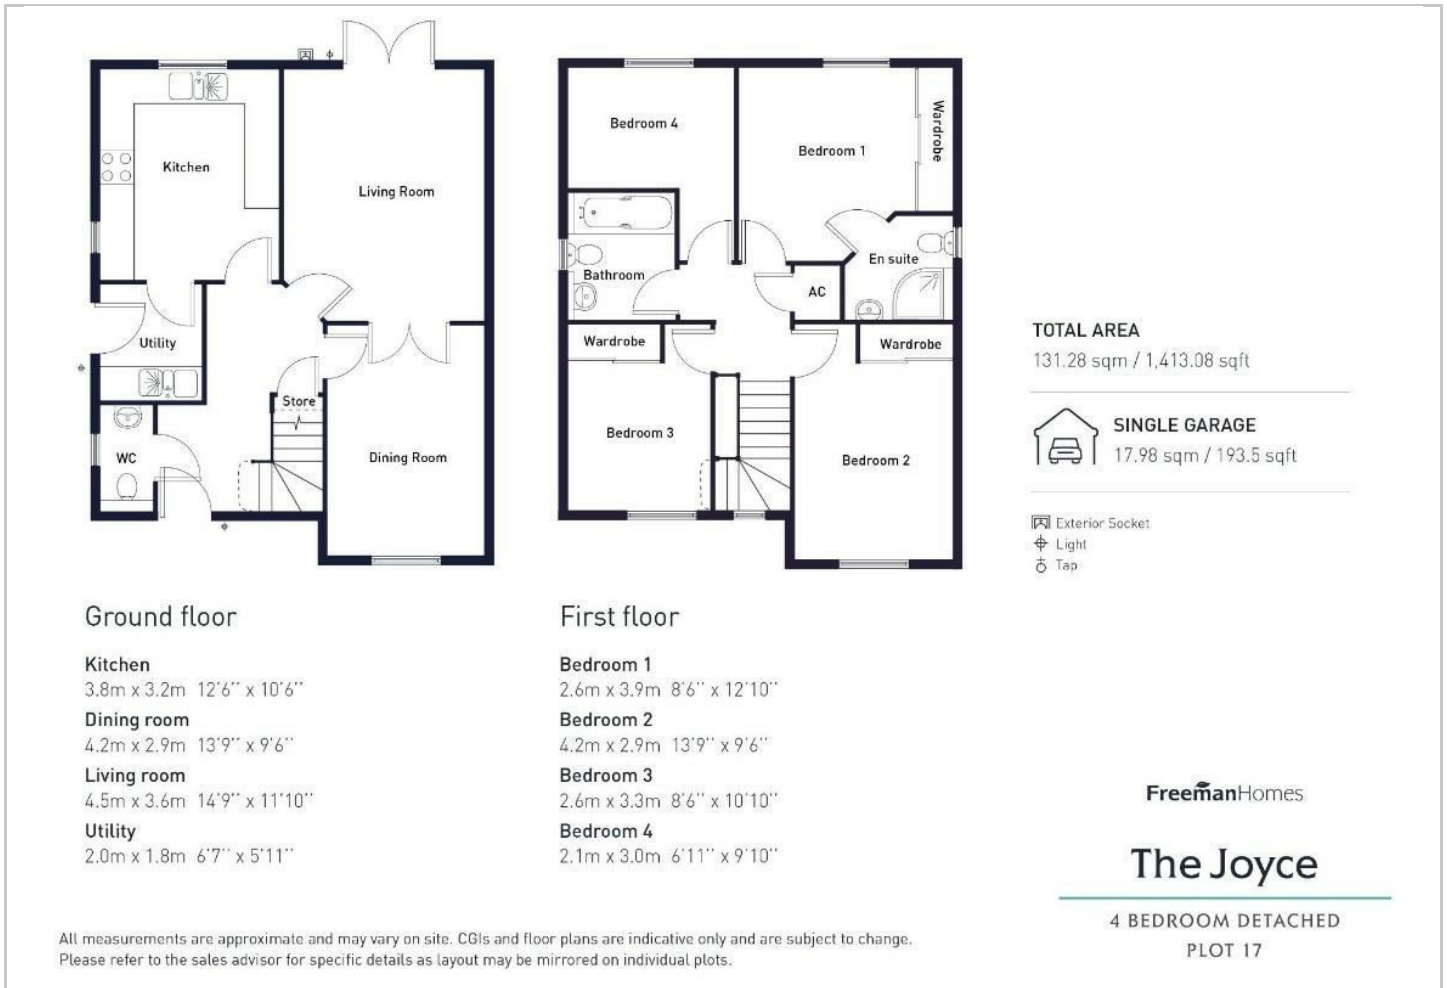 Kitchen
Living Room
Utility
Store
WC
Dining Room
Bedroom 4
Bedroom 1
Wardrobe
En suite
Bathroom
AC
Wardrobe
Wardrobe
Bedroom 3
Bedroom 2
TOTAL AREA
131.28 sqm / 1,413.08 sqft
SINGLE GARAGE
17.98 sqm / 193.5 sqft
Exterior Socket
Light
Tap
Ground floor
Kitchen
3.8m x 3.2m 12'6'' x 10'6''
Dining room
4.2m x 2.9m 13'9'' x 9'6''
Living room
4.5m x 3.6m 14'9'' x 11'10''
Utility
2.0m x 1.8m 6'7'' x 5'11''
First floor
Bedroom 1
2.6m x 3.9m 8'6'' x 12'10''
Bedroom 2
4.2m x 2.9m 13'9'' x 9'6''
Bedroom 3
2.6m x 3.3m 8'6'' x 10'10''
Bedroom 4
2.1m x 3.0m 6'11'' x 9'10''
FreemanHomes
The Joyce
4 BEDROOM DETACHED
PLOT 17
All measurements are approximate and may vary on site. CGIs and floor plans are indicative only and are subject to change.
Please refer to the sales advisor for specific details as layout may be mirrored on individual plots.